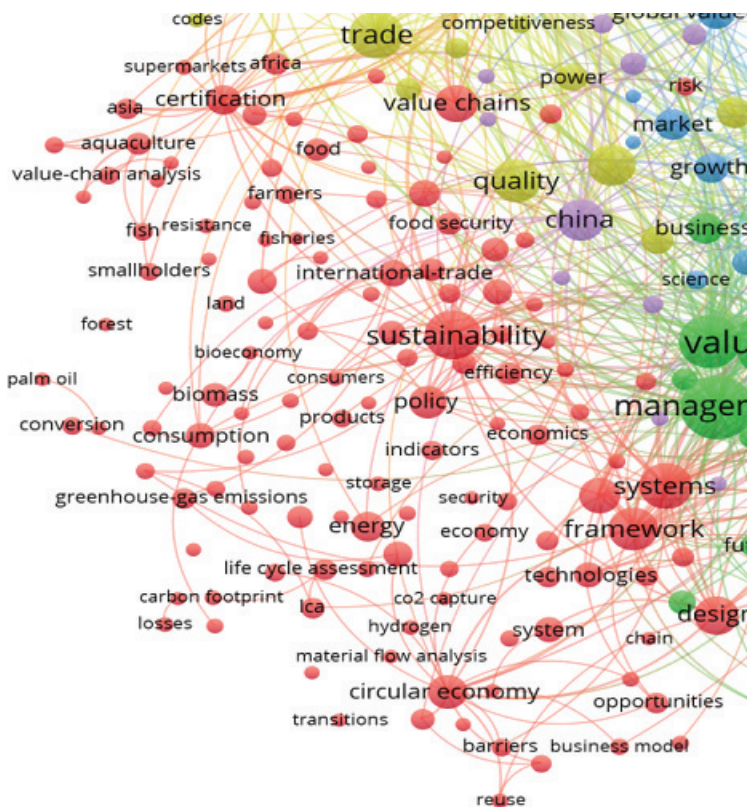 codes
competitiveness
global value
trade
supermarkets
africa
power
risk
asia
certification
value chains
market
aquaculture
food
value-chain analysis
quality
growth
farmers
china
fish
resistance
food security
business
fisheries
smallholders
international-trade
science
land
forest
sustainability
valu
bioeconomy
palm oil
consumers
efficiency
biomass
policy
manager
conversion
products
consumption
economics
indicators
storage
systems
greenhouse-gas emissions
security
energy
economy
framework
fu
life cycle assessment
technologies
carbon footprint
lca
co2 capture
design
losses
hydrogen
system
chain
material flow analysis
circular economy
opportunities
transitions
barriers
business model
reuse